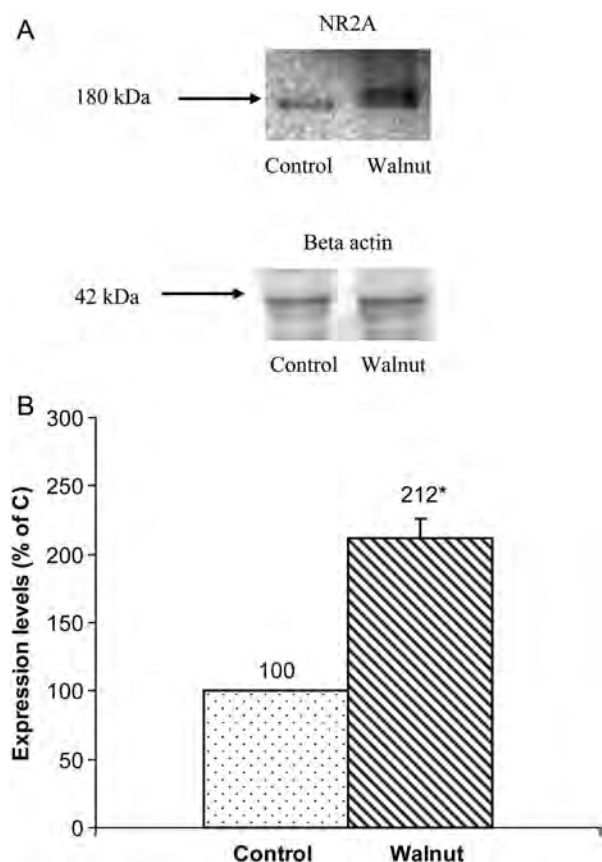 A
NR2A
180 kDa
Control Walnut
Beta actin
42 kDa
Control Walnut
B
Expression levels (% of C)
300
250
200
150
100
50
0
100
212*
Control Walnut